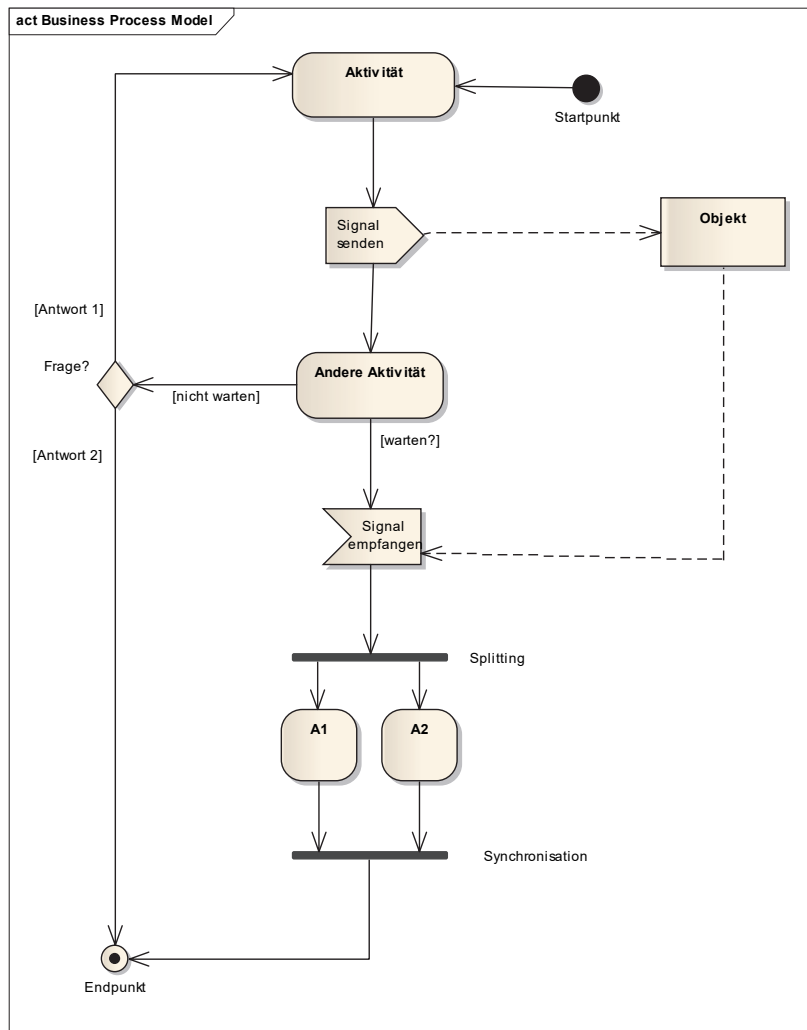 act Business Process Model
Aktivität
Startpunkt
Signal
senden
Objekt
[Antwort 1]
Frage?
Andere Aktivität
[nicht warten]
[warten?]
[Antwort 2]
Signal
empfangen
Splitting
A1
A2
Synchronisation
Endpunkt